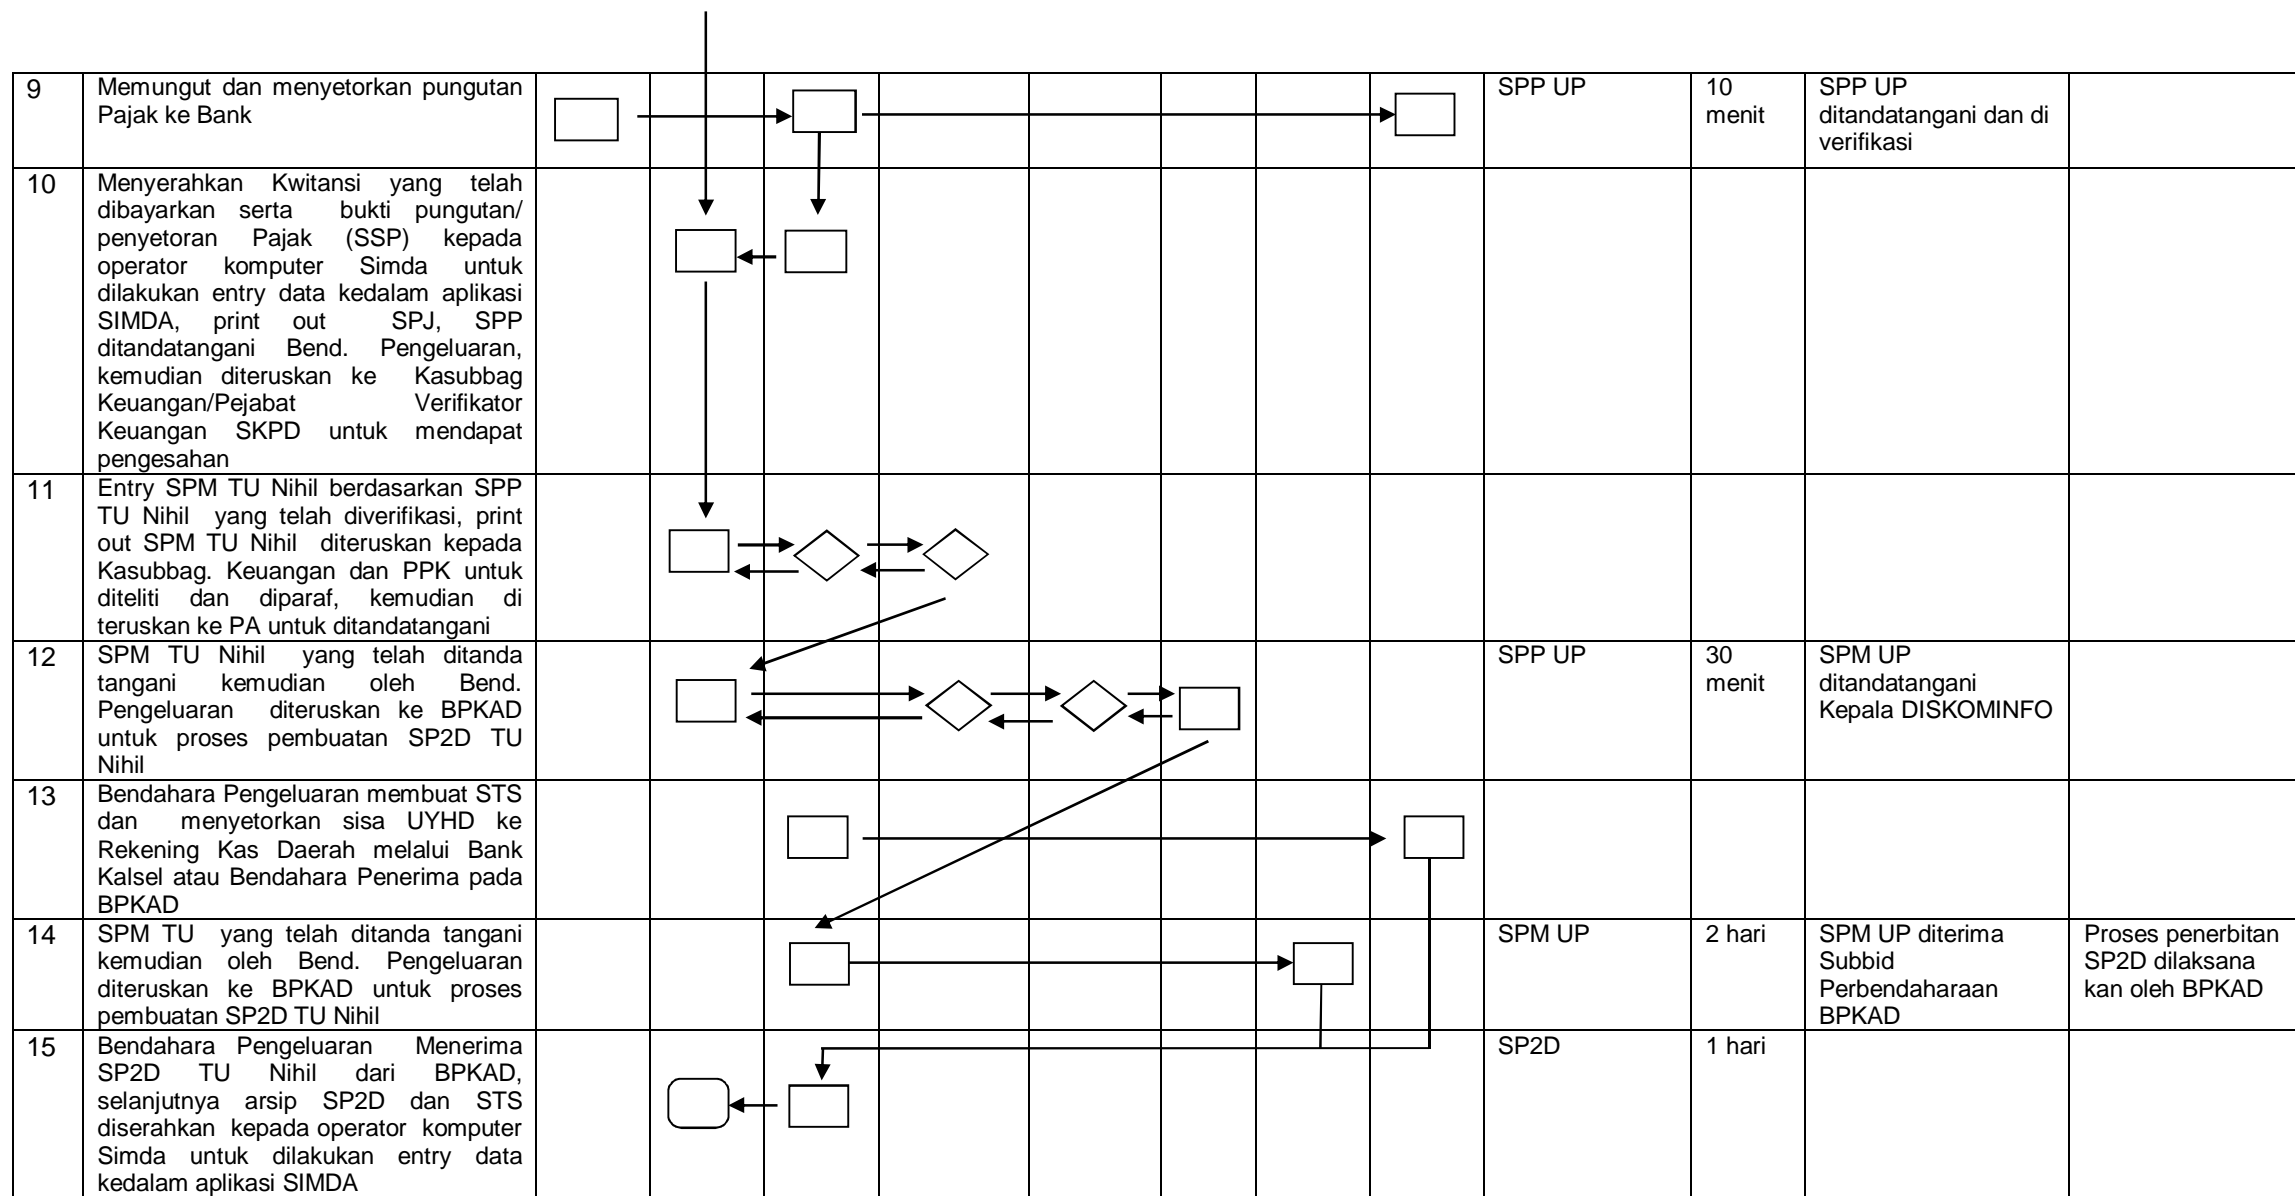 9
Memungut dan menyetorkan pungutan
Pajak ke Bank
SPP UP
10
menit
SPP UP
ditandatangani dan di
verifikasi
10
Menyerahkan Kwitansi yang telah
dibayarkan serta bukti pungutan/
penyetoran Pajak (SSP) kepada
operator komputer Simda untuk
dilakukan entry data kedalam aplikasi
SIMDA, print out SPJ, SPP
ditandatangani Bend. Pengeluaran,
kemudian diteruskan ke Kasubbag
Keuangan/Pejabat Verifikator
Keuangan SKPD untuk mendapat
pengesahan
11
Entry SPM TU Nihil berdasarkan SPP
TU Nihil yang telah diverifikasi, print
out SPM TU Nihil diteruskan kepada
Kasubbag. Keuangan dan PPK untuk
diteliti dan diparaf, kemudian di
teruskan ke PA untuk ditandatangani
12
SPM TU Nihil yang telah ditanda
tangani kemudian oleh Bend.
Pengeluaran diteruskan ke BPKAD
untuk proses pembuatan SP2D TU
Nihil
SPP UP
30
menit
SPM UP
ditandatangani
Kepala DISKOMINFO
13
Bendahara Pengeluaran membuat STS
dan menyetorkan sisa UYHD ke
Rekening Kas Daerah melalui Bank
Kalsel atau Bendahara Penerima pada
BPKAD
14
SPM TU yang telah ditanda tangani
kemudian oleh Bend. Pengeluaran
diteruskan ke BPKAD untuk proses
pembuatan SP2D TU Nihil
SPM UP
2 hari
SPM UP diterima
Subbid
Perbendaharaan
BPKAD
Proses penerbitan
SP2D dilaksana
kan oleh BPKAD
15
Bendahara Pengeluaran Menerima
SP2D TU Nihil dari BPKAD,
selanjutnya arsip SP2D dan STS
diserahkan kepada operator komputer
Simda untuk dilakukan entry data
kedalam aplikasi SIMDA
SP2D
1 hari